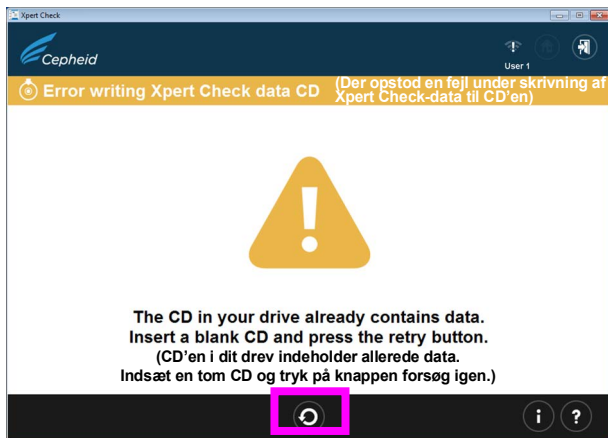 Xpert Check
Cepheid
User 1
Error writing Xpert Check data CD
(Der opstod en fejl under skrivning af
Xpert Check-data til CD'en)
The CD in your drive already contains data.
Insert a blank CD and press the retry button.
(CD'en i dit drev indeholder allerede data.
Indsæt en tom CD og tryk på knappen forsøg igen.)
i
?